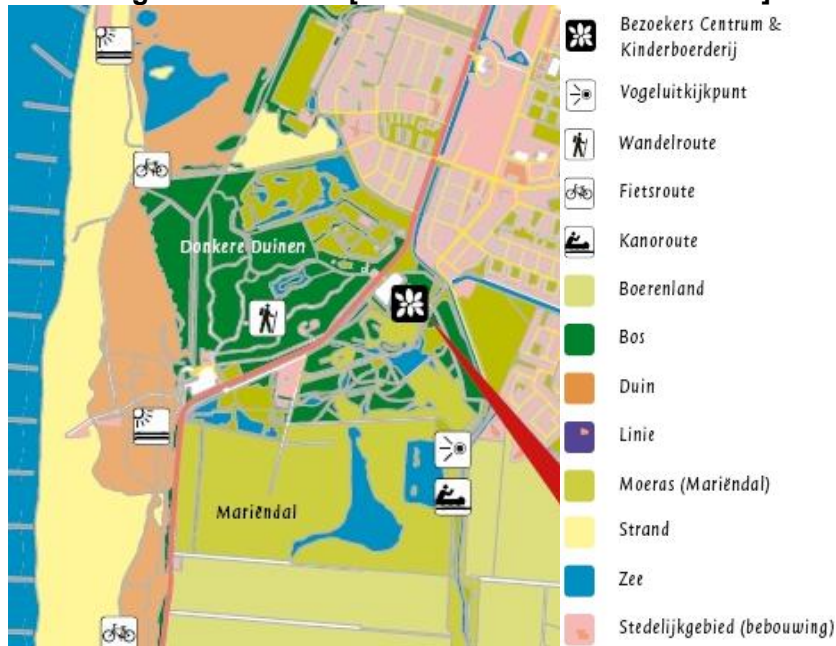 Donkere Duinen
Mariëndal
Bezoekers Centrum &
Kinderboerderij
Vogeluitkijkpunt
Wandelroute
Fietsroute
Kanoroute
Boerenland
Bos
Duin
Linie
Moeras (Mariëndal)
Strand
Zee
Stedelijkgebied (bebouwing)